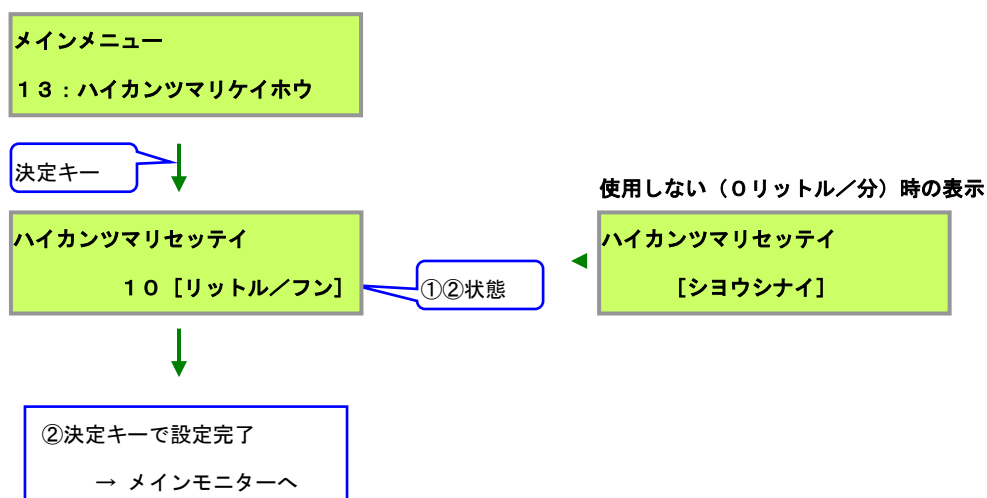 メインメニュー
１３：ハイカンツマリケイホウ
決定キー
使用しない（０リットル／分）時の表示
ハイカンツマリセッテイ
１０［リットル／フン］
①②状態
ハイカンツマリセッテイ
［シヨウシナイ］
②決定キーで設定完了
→ メインモニターへ